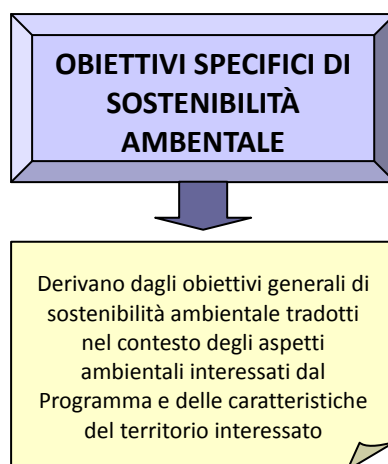 OBIETTIVI SPECIFICI DI
SOSTENIBILITÀ
AMBENTALE
Derivano dagli obiettivi generali di
sostenibilità ambientale tradotti
nel contesto degli aspetti
ambientali interessati dal
Programma e delle caratteristiche
del territorio interessato